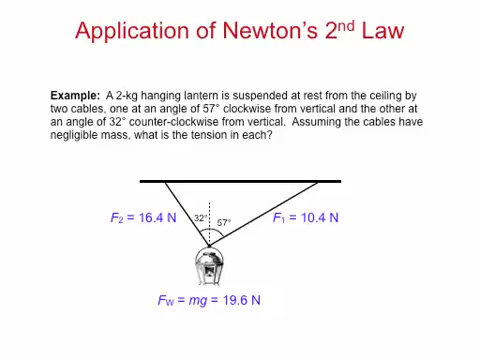 Application of Newton's 2nd Law
Example: A 2-kg hanging lantern is suspended at rest from the ceiling by
two cables, one at an angle of 57° clockwise from vertical and the other at
an angle of 32° counter-clockwise from vertical. Assuming the cables have
negligible mass, what is the tension in each?
F2 = 16.4 N
32°
57°
F1 = 10.4 N
FW = mg = 19.6 N